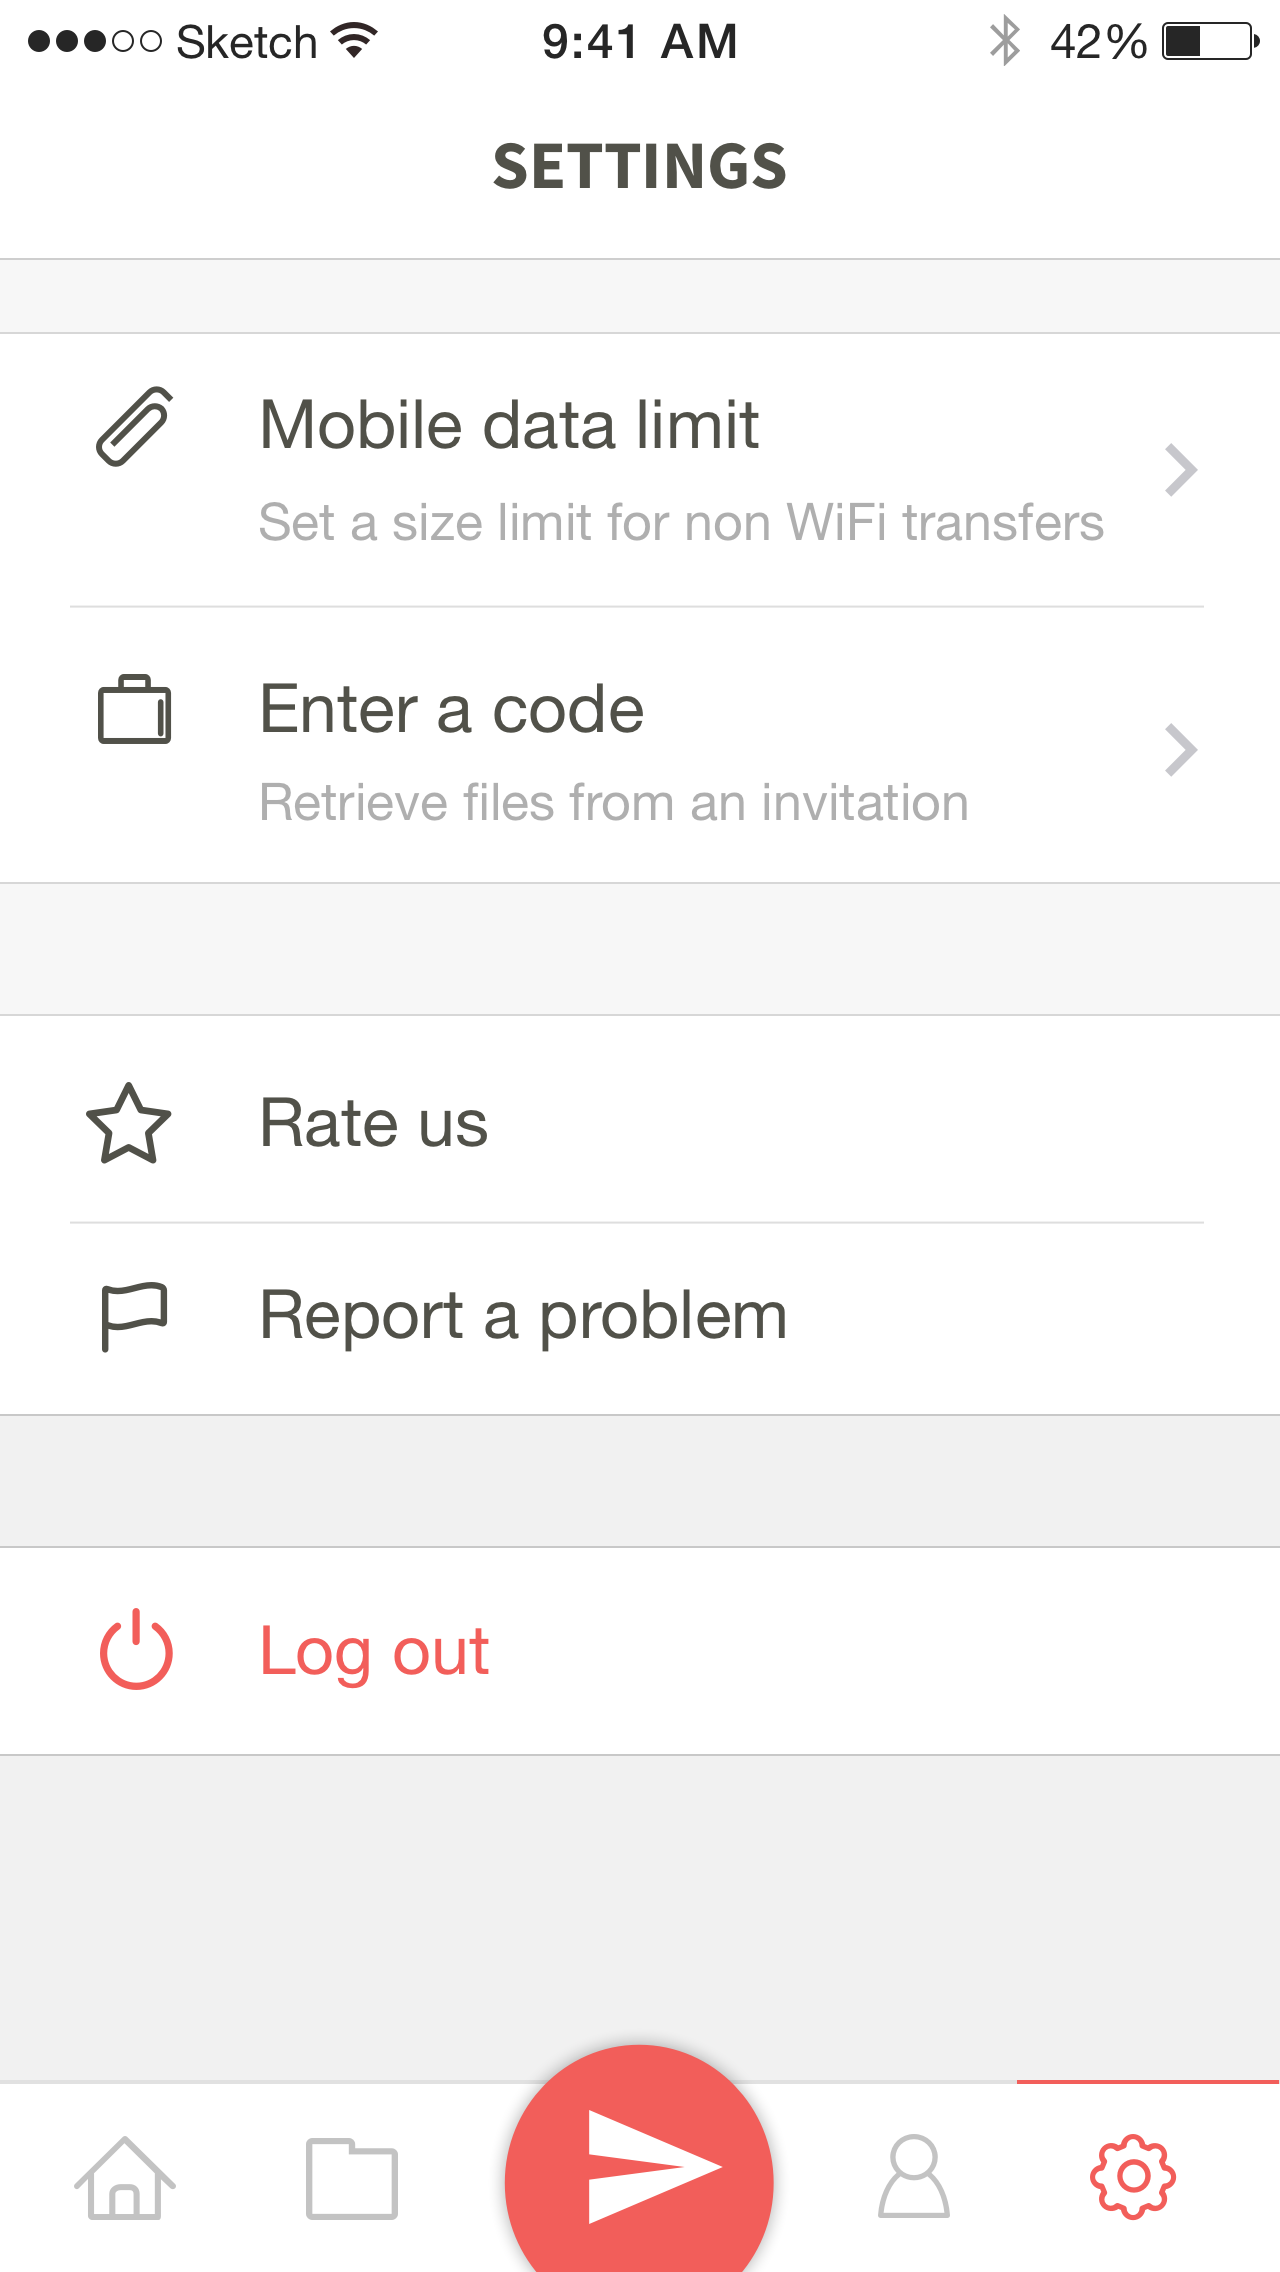 Sketch 9:41 AM 42%
SETTINGS
Mobile data limit
Set a size limit for non WiFi transfers
Enter a code
Retrieve files from an invitation
Rate us
Report a problem
Log out